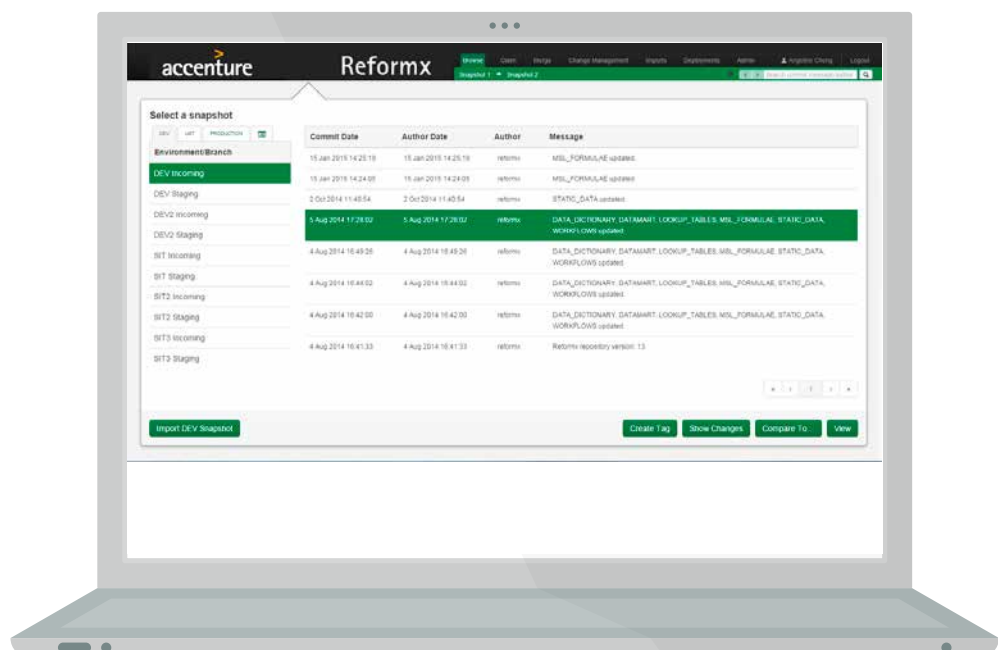 accenture
Reformx
Browse Merge Change Management Imports Deployments Admin Angeline Cheng Logout
Snapshot 1 Snapshot 2
Select a snapshot
DEV UAT PRODUCTION
Environment/Branch
DEV Incoming
DEV Staging
DEV2 Incoming
DEV2 Staging
SIT Incoming
SIT Staging
SIT2 Incoming
SIT2 Staging
SIT3 Incoming
SIT3 Staging
Commit Date Author Date Author Message
15 Jan 2015 14:25:18 15 Jan 2015 14:25:18 reformx MSL_FORMULAE updated.
15 Jan 2015 14:24:05 15 Jan 2015 14:24:05 reformx MSL_FORMULAE updated.
2 Oct 2014 11:40:54 2 Oct 2014 11:40:54 reformx STATIC_DATA updated.
5 Aug 2014 17:28:02 5 Aug 2014 17:28:02 reformx DATA_DICTIONARY, DATAMART, LOOKUP_TABLES, MSL_FORMULAE, STATIC_DATA,
WORKFLOWS updated.
4 Aug 2014 16:49:26 4 Aug 2014 16:49:26 reformx DATA_DICTIONARY, DATAMART, LOOKUP_TABLES, MSL_FORMULAE, STATIC_DATA,
WORKFLOWS updated.
4 Aug 2014 16:44:02 4 Aug 2014 16:44:02 reformx DATA_DICTIONARY, DATAMART, LOOKUP_TABLES, MSL_FORMULAE, STATIC_DATA,
WORKFLOWS updated.
4 Aug 2014 16:42:00 4 Aug 2014 16:42:00 reformx DATA_DICTIONARY, DATAMART, LOOKUP_TABLES, MSL_FORMULAE, STATIC_DATA,
WORKFLOWS updated.
4 Aug 2014 16:41:33 4 Aug 2014 16:41:33 reformx Reformx repository version: 13
« ‹ 1 › »
Import DEV Snapshot
Create Tag Show Changes Compare To... View